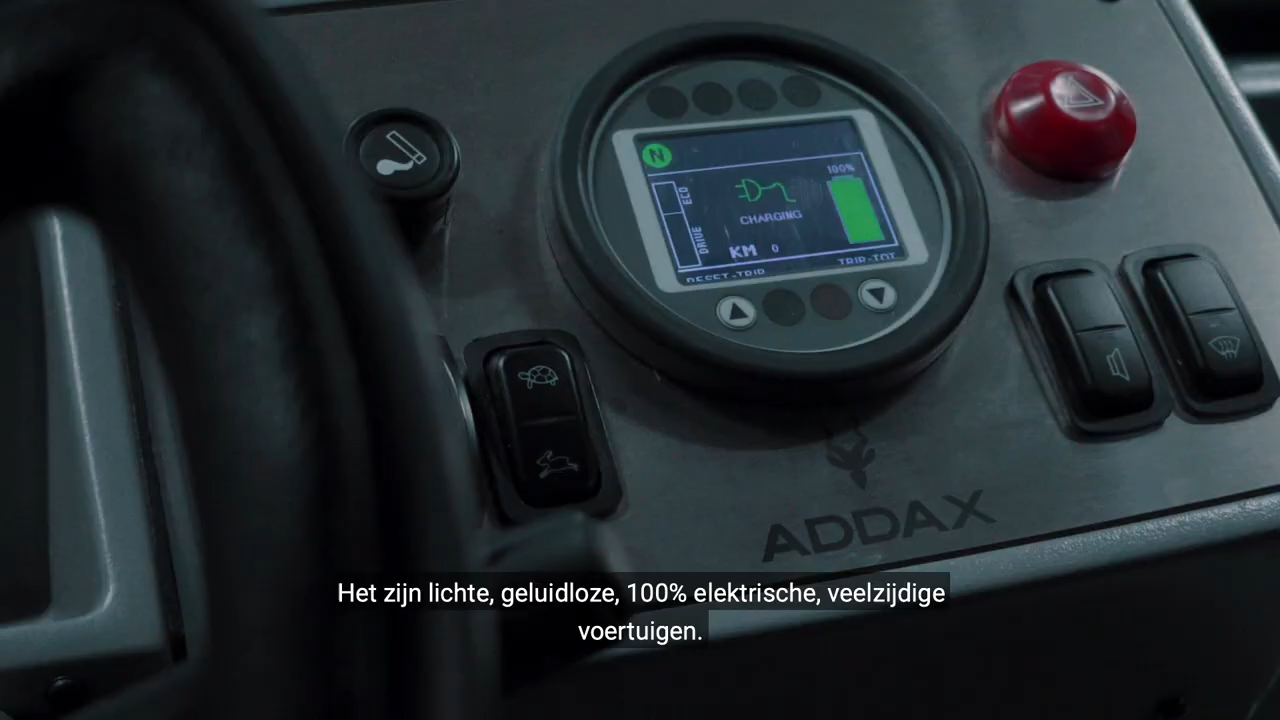 N
100%
ECO
CHARGING
DRIVE
KM 0
RESET-TRIP
TRIP-TOT
ADDAX
Het zijn lichte, geluidloze, 100% elektrische, veelzijdige
voertuigen.